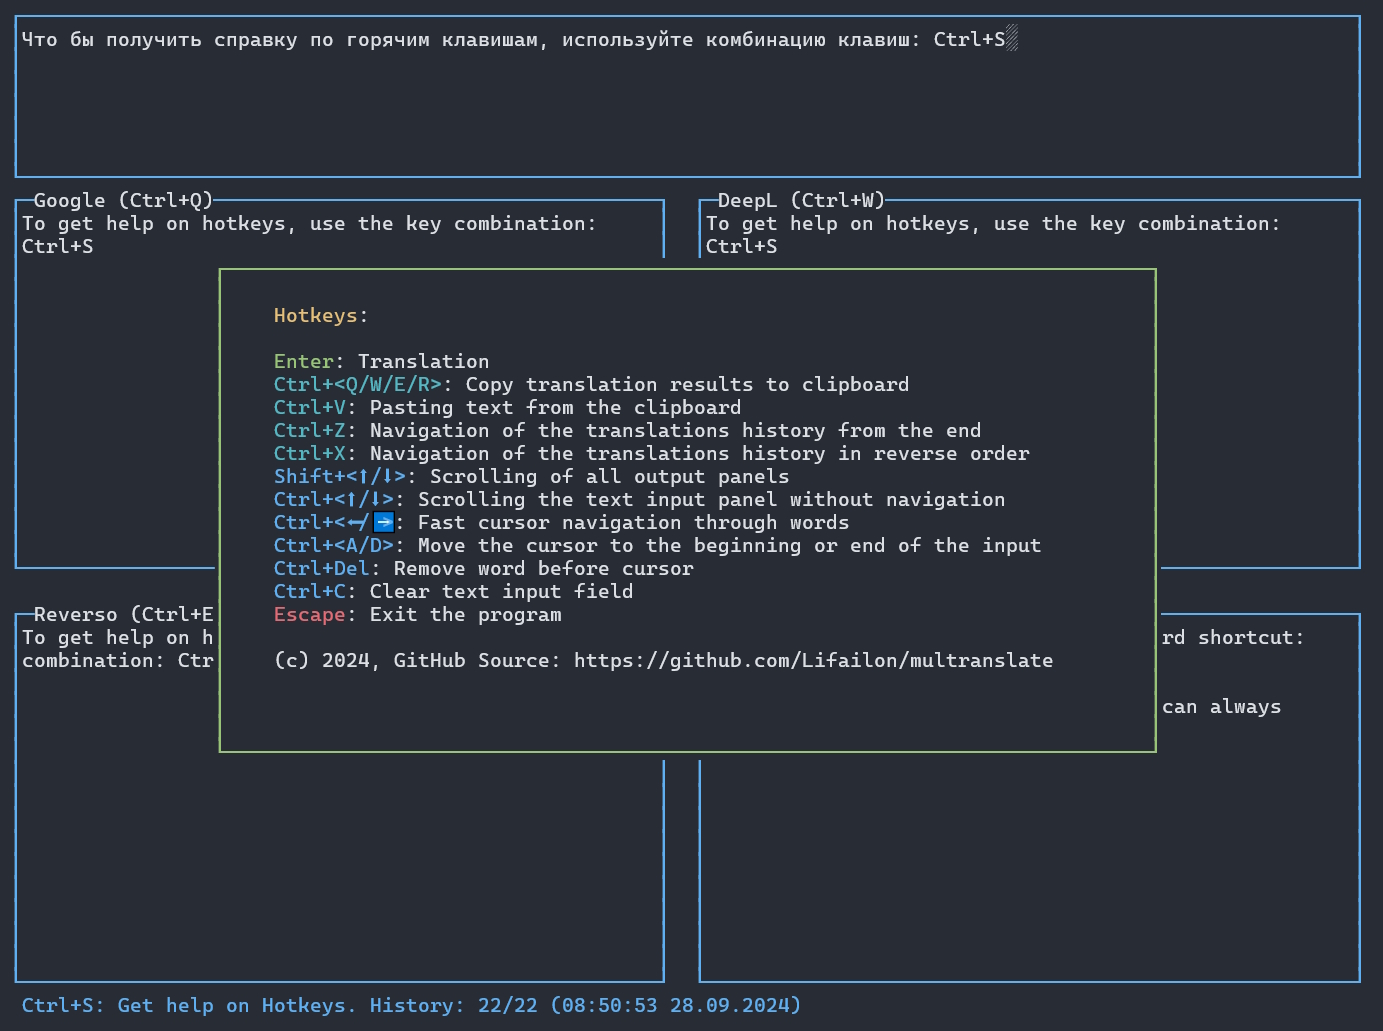 Что бы получить справку по горячим клавишам, используйте комбинацию клавиш: Ctrl+S
Google (Ctrl+Q)
To get help on hotkeys, use the key combination:
Ctrl+S
DeepL (Ctrl+W)
To get help on hotkeys, use the key combination:
Ctrl+S
Hotkeys:
Enter: Translation
Ctrl+<Q/W/E/R>: Copy translation results to clipboard
Ctrl+V: Pasting text from the clipboard
Ctrl+Z: Navigation of the translations history from the end
Ctrl+X: Navigation of the translations history in reverse order
Shift+<⭡/⭣>: Scrolling of all output panels
Ctrl+<⭡/⭣>: Scrolling the text input panel without navigation
Ctrl+<⭠/➡: Fast cursor navigation through words
Ctrl+<A/D>: Move the cursor to the beginning or end of the input
Ctrl+Del: Remove word before cursor
Ctrl+C: Clear text input field
Escape: Exit the program
(c) 2024, GitHub Source: https://github.com/Lifailon/multranslate
Reverso (Ctrl+E
To get help on h
combination: Ctr
rd shortcut:
can always
Ctrl+S: Get help on Hotkeys. History: 22/22 (08:50:53 28.09.2024)